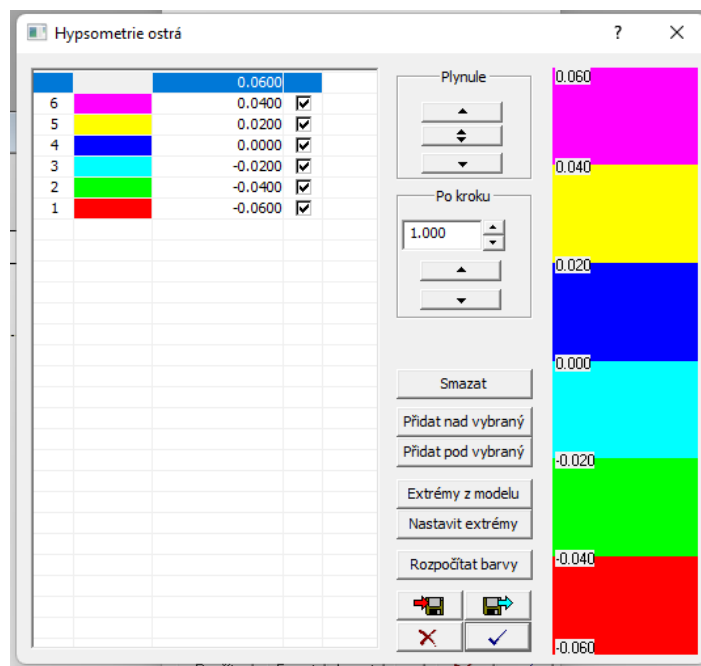 Hypsometrie ostrá
?
0.0600
6 0.0400
5 0.0200
4 0.0000
3 -0.0200
2 -0.0400
1 -0.0600
Plynule
Po kroku
1.000
Smazat
Přidat nad vybraný
Přidat pod vybraný
Extrémy z modelu
Nastavit extrémy
Rozpočítat barvy
0.060
0.040
0.020
0.000
-0.020
-0.040
-0.060